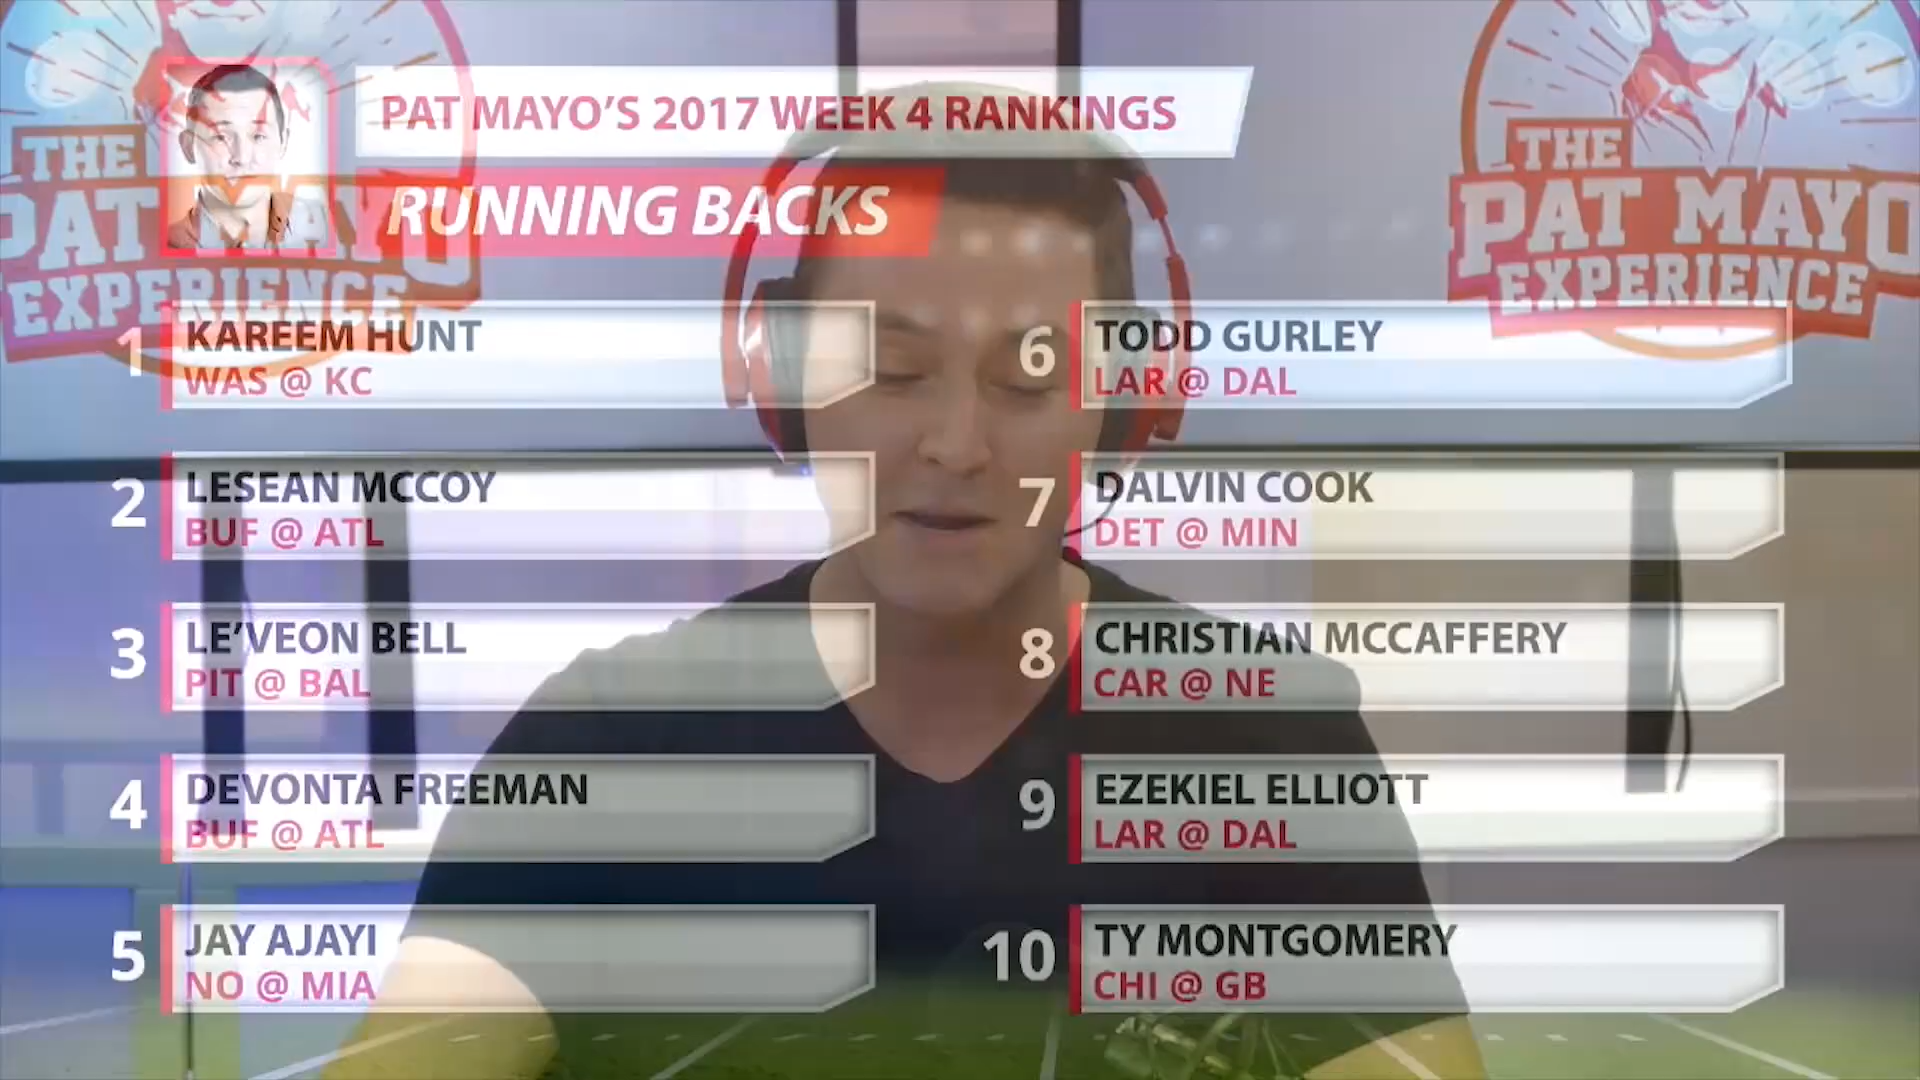 THE
PAT MAYO
EXPERIENCE
THE
PAT MAYO
EXPERIENCE
PAT MAYO'S 2017 WEEK 4 RANKINGS
RUNNING BACKS
1
KAREEM HUNT
WAS @ KC
2
LESEAN MCCOY
BUF @ ATL
3
LE'VEON BELL
PIT @ BAL
4
DEVONTA FREEMAN
BUF @ ATL
5
JAY AJAYI
NO @ MIA
6
TODD GURLEY
LAR @ DAL
7
DALVIN COOK
DET @ MIN
8
CHRISTIAN MCCAFFERY
CAR @ NE
9
EZEKIEL ELLIOTT
LAR @ DAL
10
TY MONTGOMERY
CHI @ GB